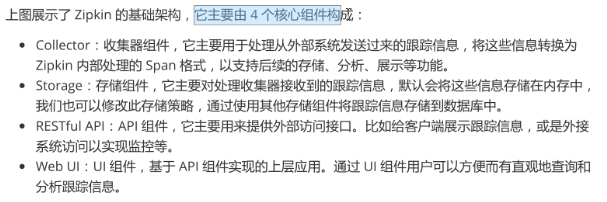 上图展示了 Zipkin 的基础架构，它主要由 4 个核心组件构成：
• Collector：收集器组件，它主要用于处理从外部系统发送过来的跟踪信息，将这些信息转换为
Zipkin 内部处理的 Span 格式，以支持后续的存储、分析、展示等功能。
• Storage：存储组件，它主要对处理收集器接收到的跟踪信息，默认会将这些信息存储在内存中，
我们也可以修改此存储策略，通过使用其他存储组件将跟踪信息存储到数据库中。
• RESTful API：API 组件，它主要用来提供外部访问接口。比如给客户端展示跟踪信息，或是外接
系统访问以实现监控等。
• Web UI：UI 组件，基于 API 组件实现的上层应用。通过 UI 组件用户可以方便而有直观地查询和
分析跟踪信息。